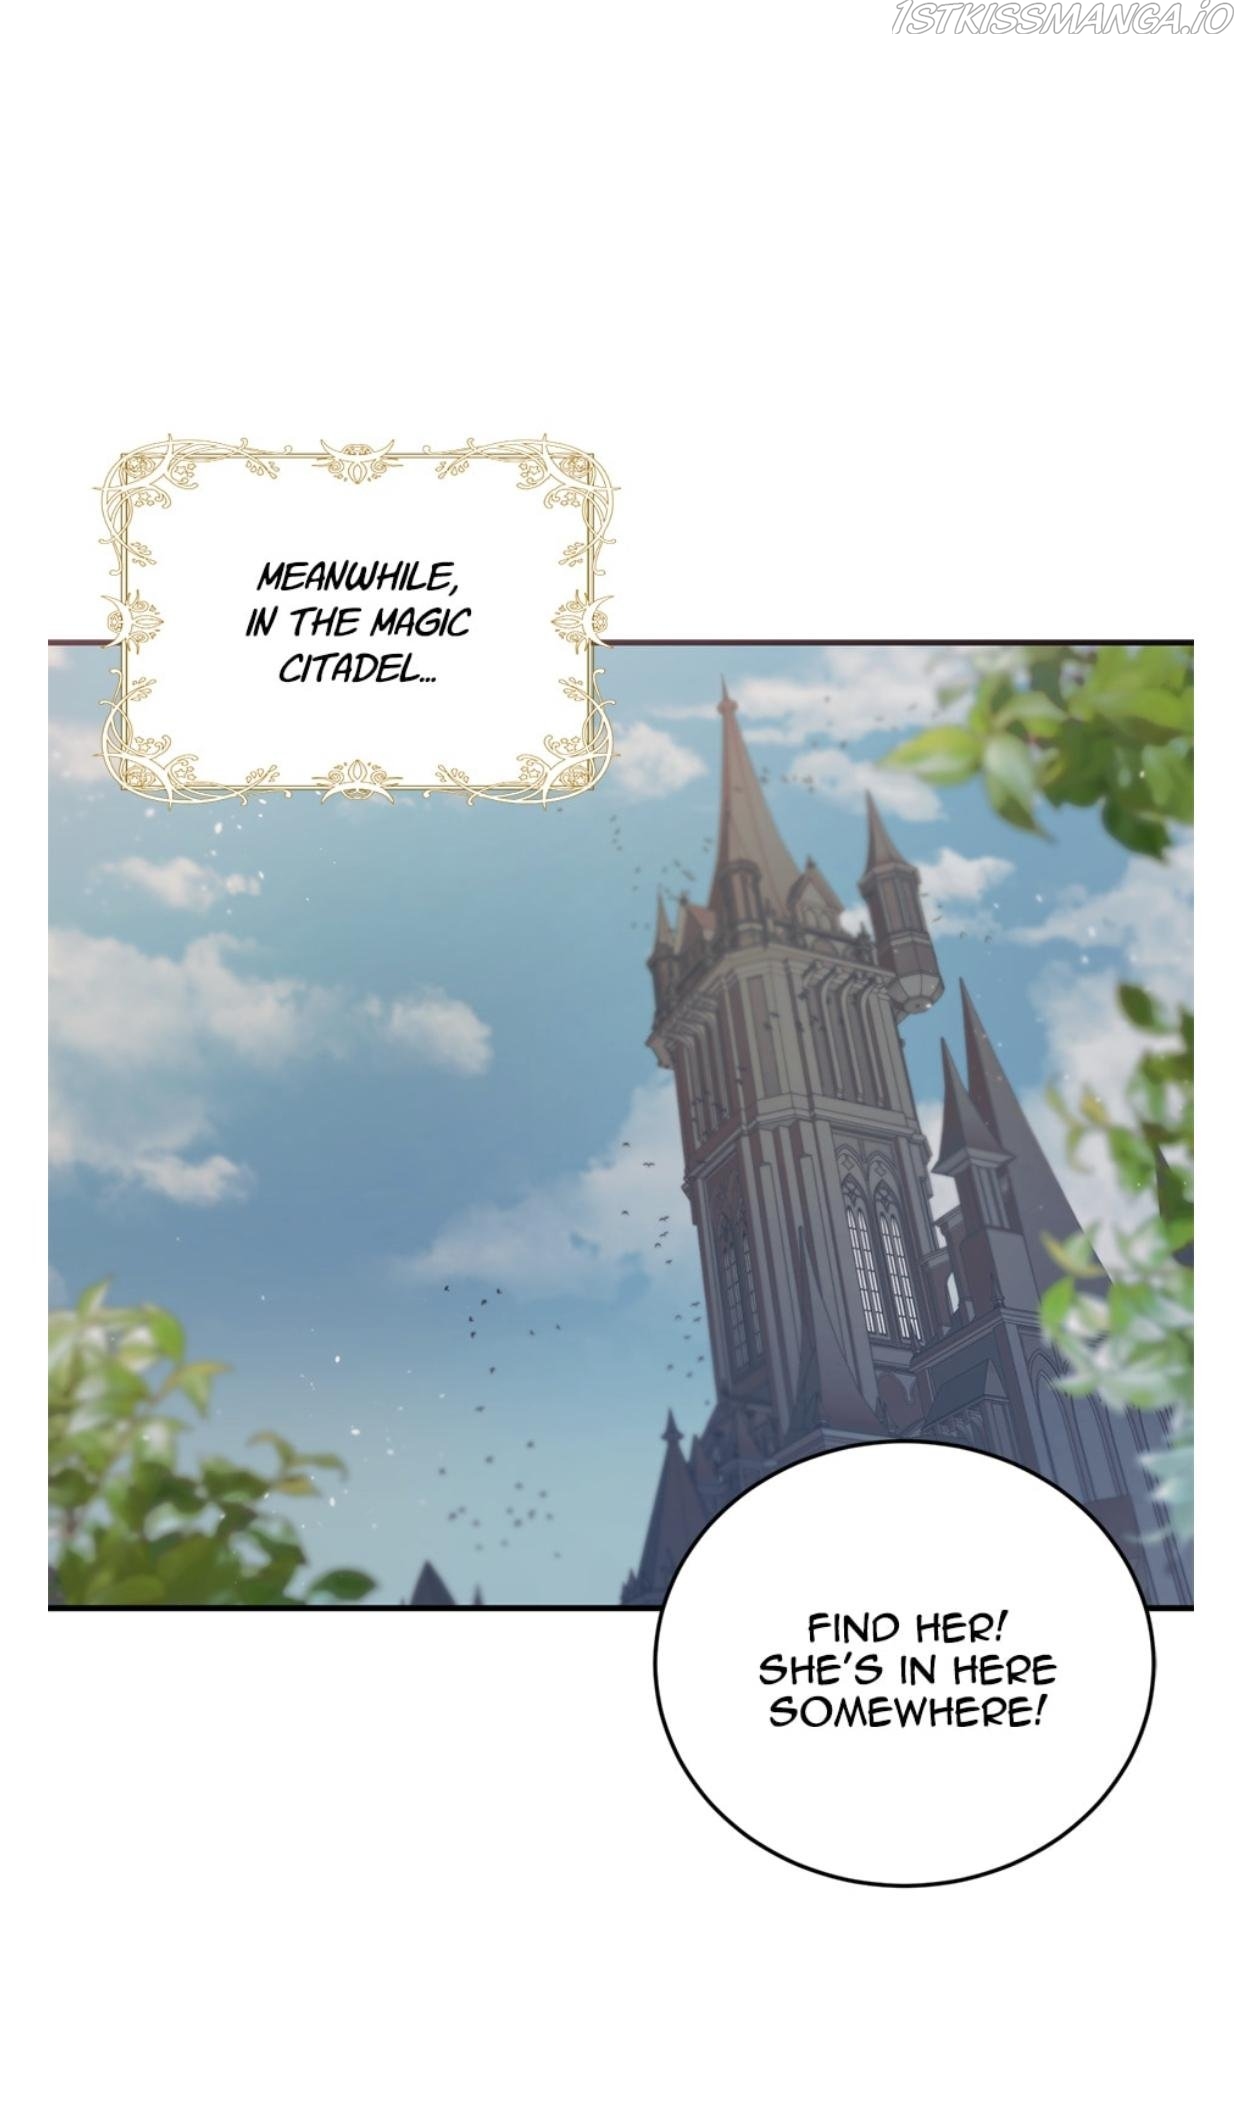 1STKISSMANGA.IO
MEANWHILE,
IN THE MAGIC
CITADEL...
FIND HER!
SHE'S IN HERE
SOMEWHERE!